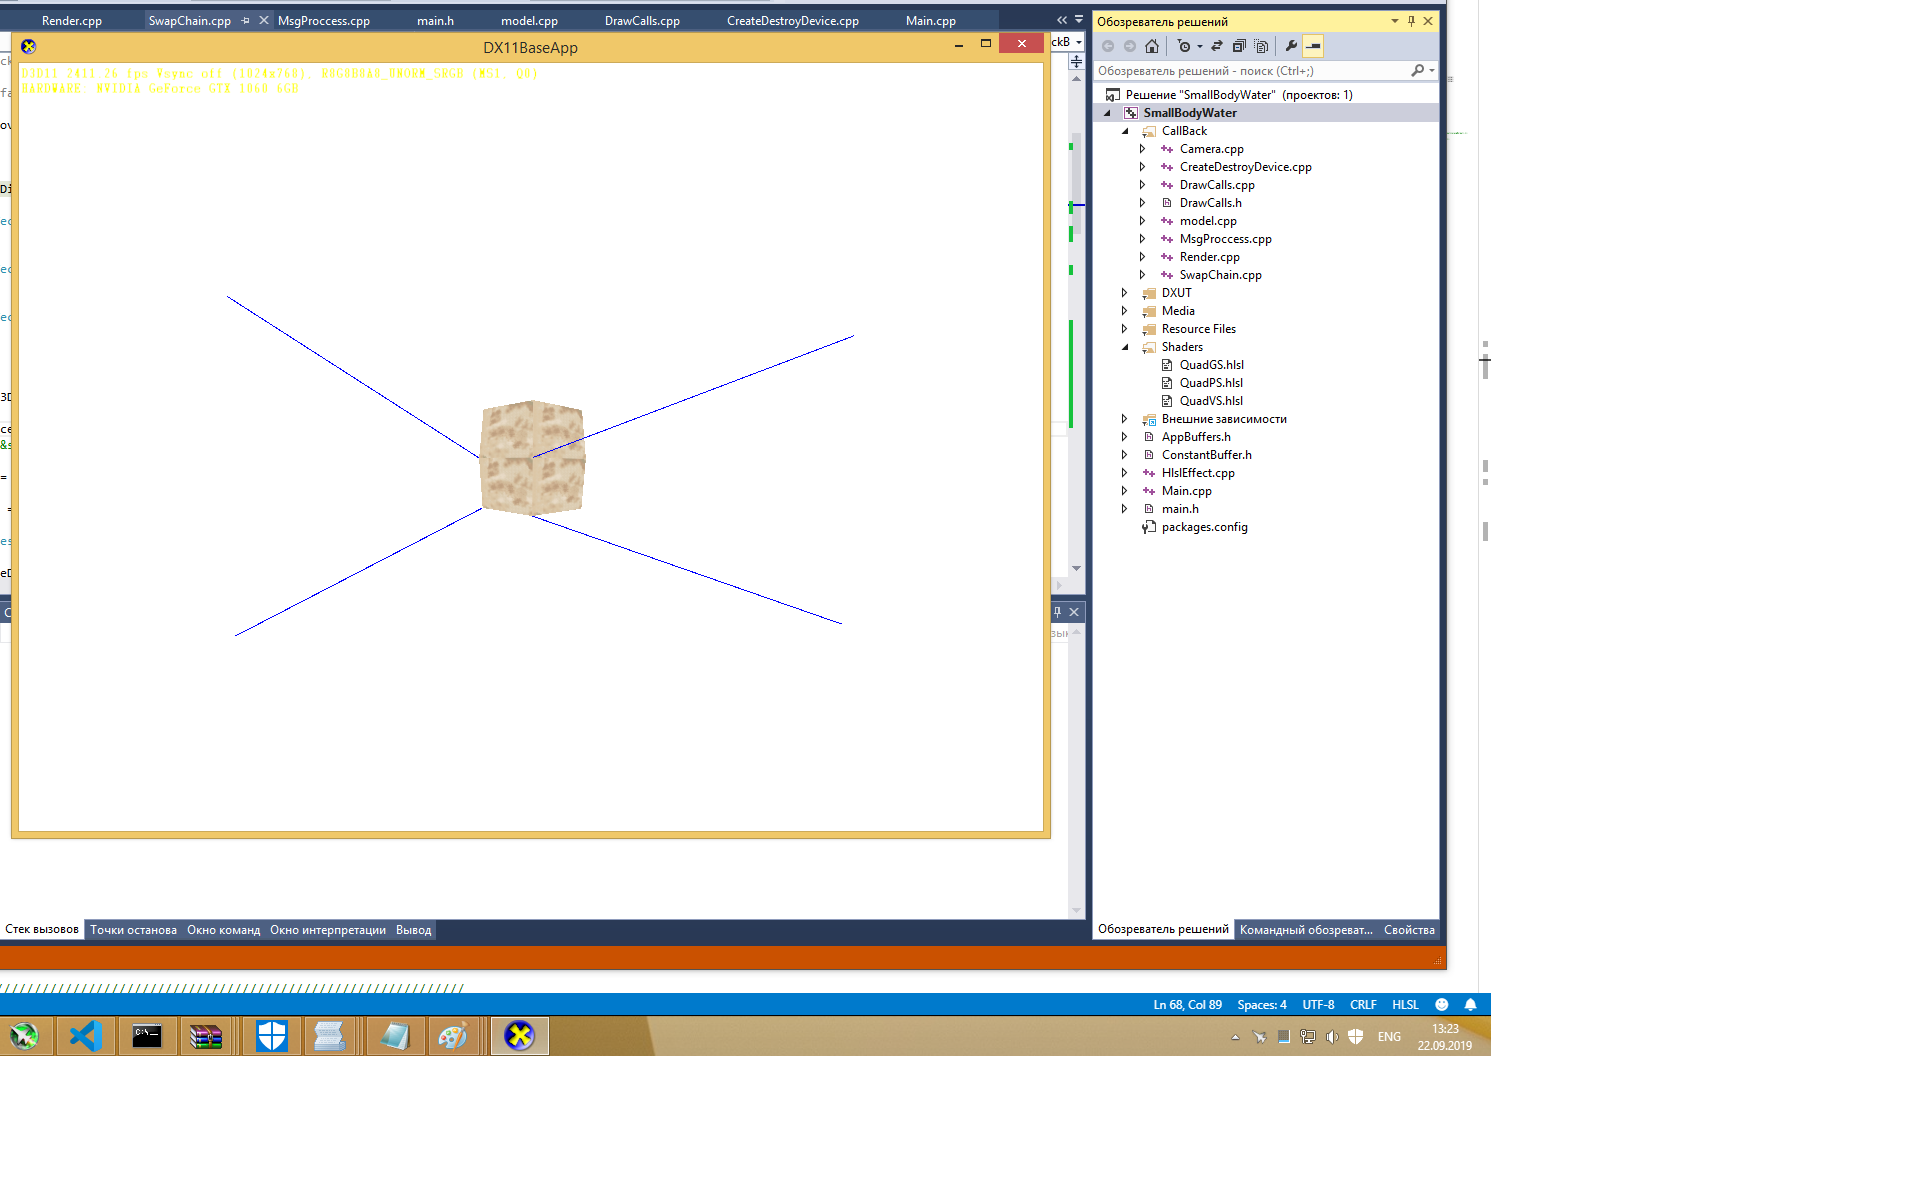 Render.cpp SwapChain.cpp MsgProccess.cpp main.h model.cpp DrawCalls.cpp CreateDestroyDevice.cpp Main.cpp
DX11BaseApp
ckB
D3D11 2411.26 fps Vsync off (1024x768), R8G8B8A8_UNORM_SRGB (MS1, Q0)
HARDWARE: NVIDIA GeForce GTX 1060 6GB
Обозреватель решений
Обозреватель решений - поиск (Ctrl+;)
Решение "SmallBodyWater" (проектов: 1)
SmallBodyWater
CallBack
Camera.cpp
CreateDestroyDevice.cpp
DrawCalls.cpp
DrawCalls.h
model.cpp
MsgProccess.cpp
Render.cpp
SwapChain.cpp
DXUT
Media
Resource Files
Shaders
QuadGS.hlsl
QuadPS.hlsl
QuadVS.hlsl
Внешние зависимости
AppBuffers.h
ConstantBuffer.h
HlslEffect.cpp
Main.cpp
main.h
packages.config
Стек вызовов Точки останова Окно команд Окно интерпретации Вывод
Обозреватель решений Командный обозреват... Свойства
Ln 68, Col 89 Spaces: 4 UTF-8 CRLF HLSL
ENG
13:23
22.09.2019